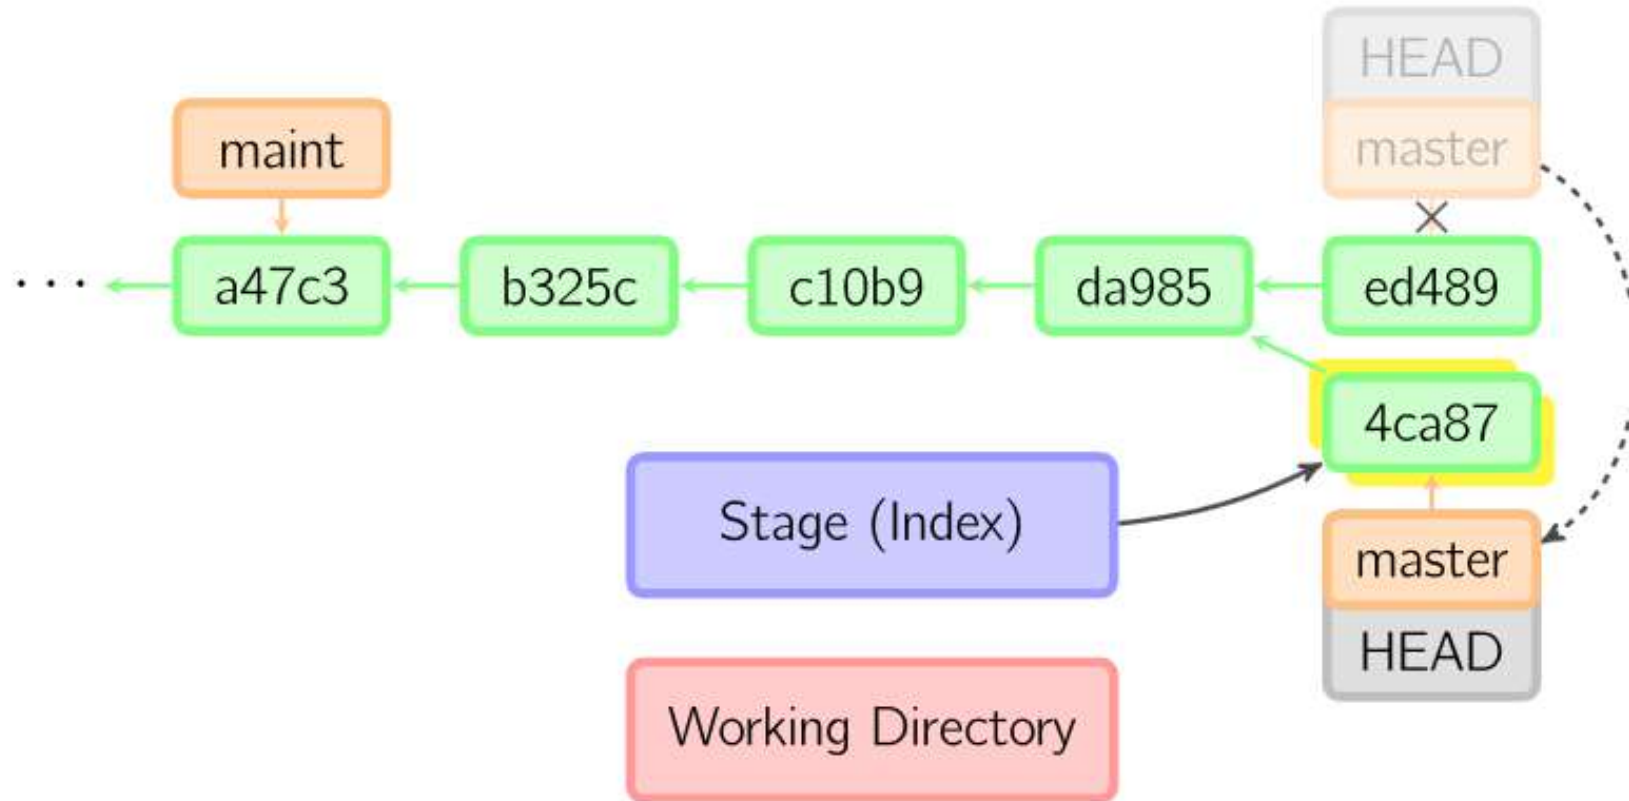 HEAD
maint
master
...
a47c3
b325c
c10b9
da985
ed489
4ca87
Stage (Index)
master
HEAD
Working Directory